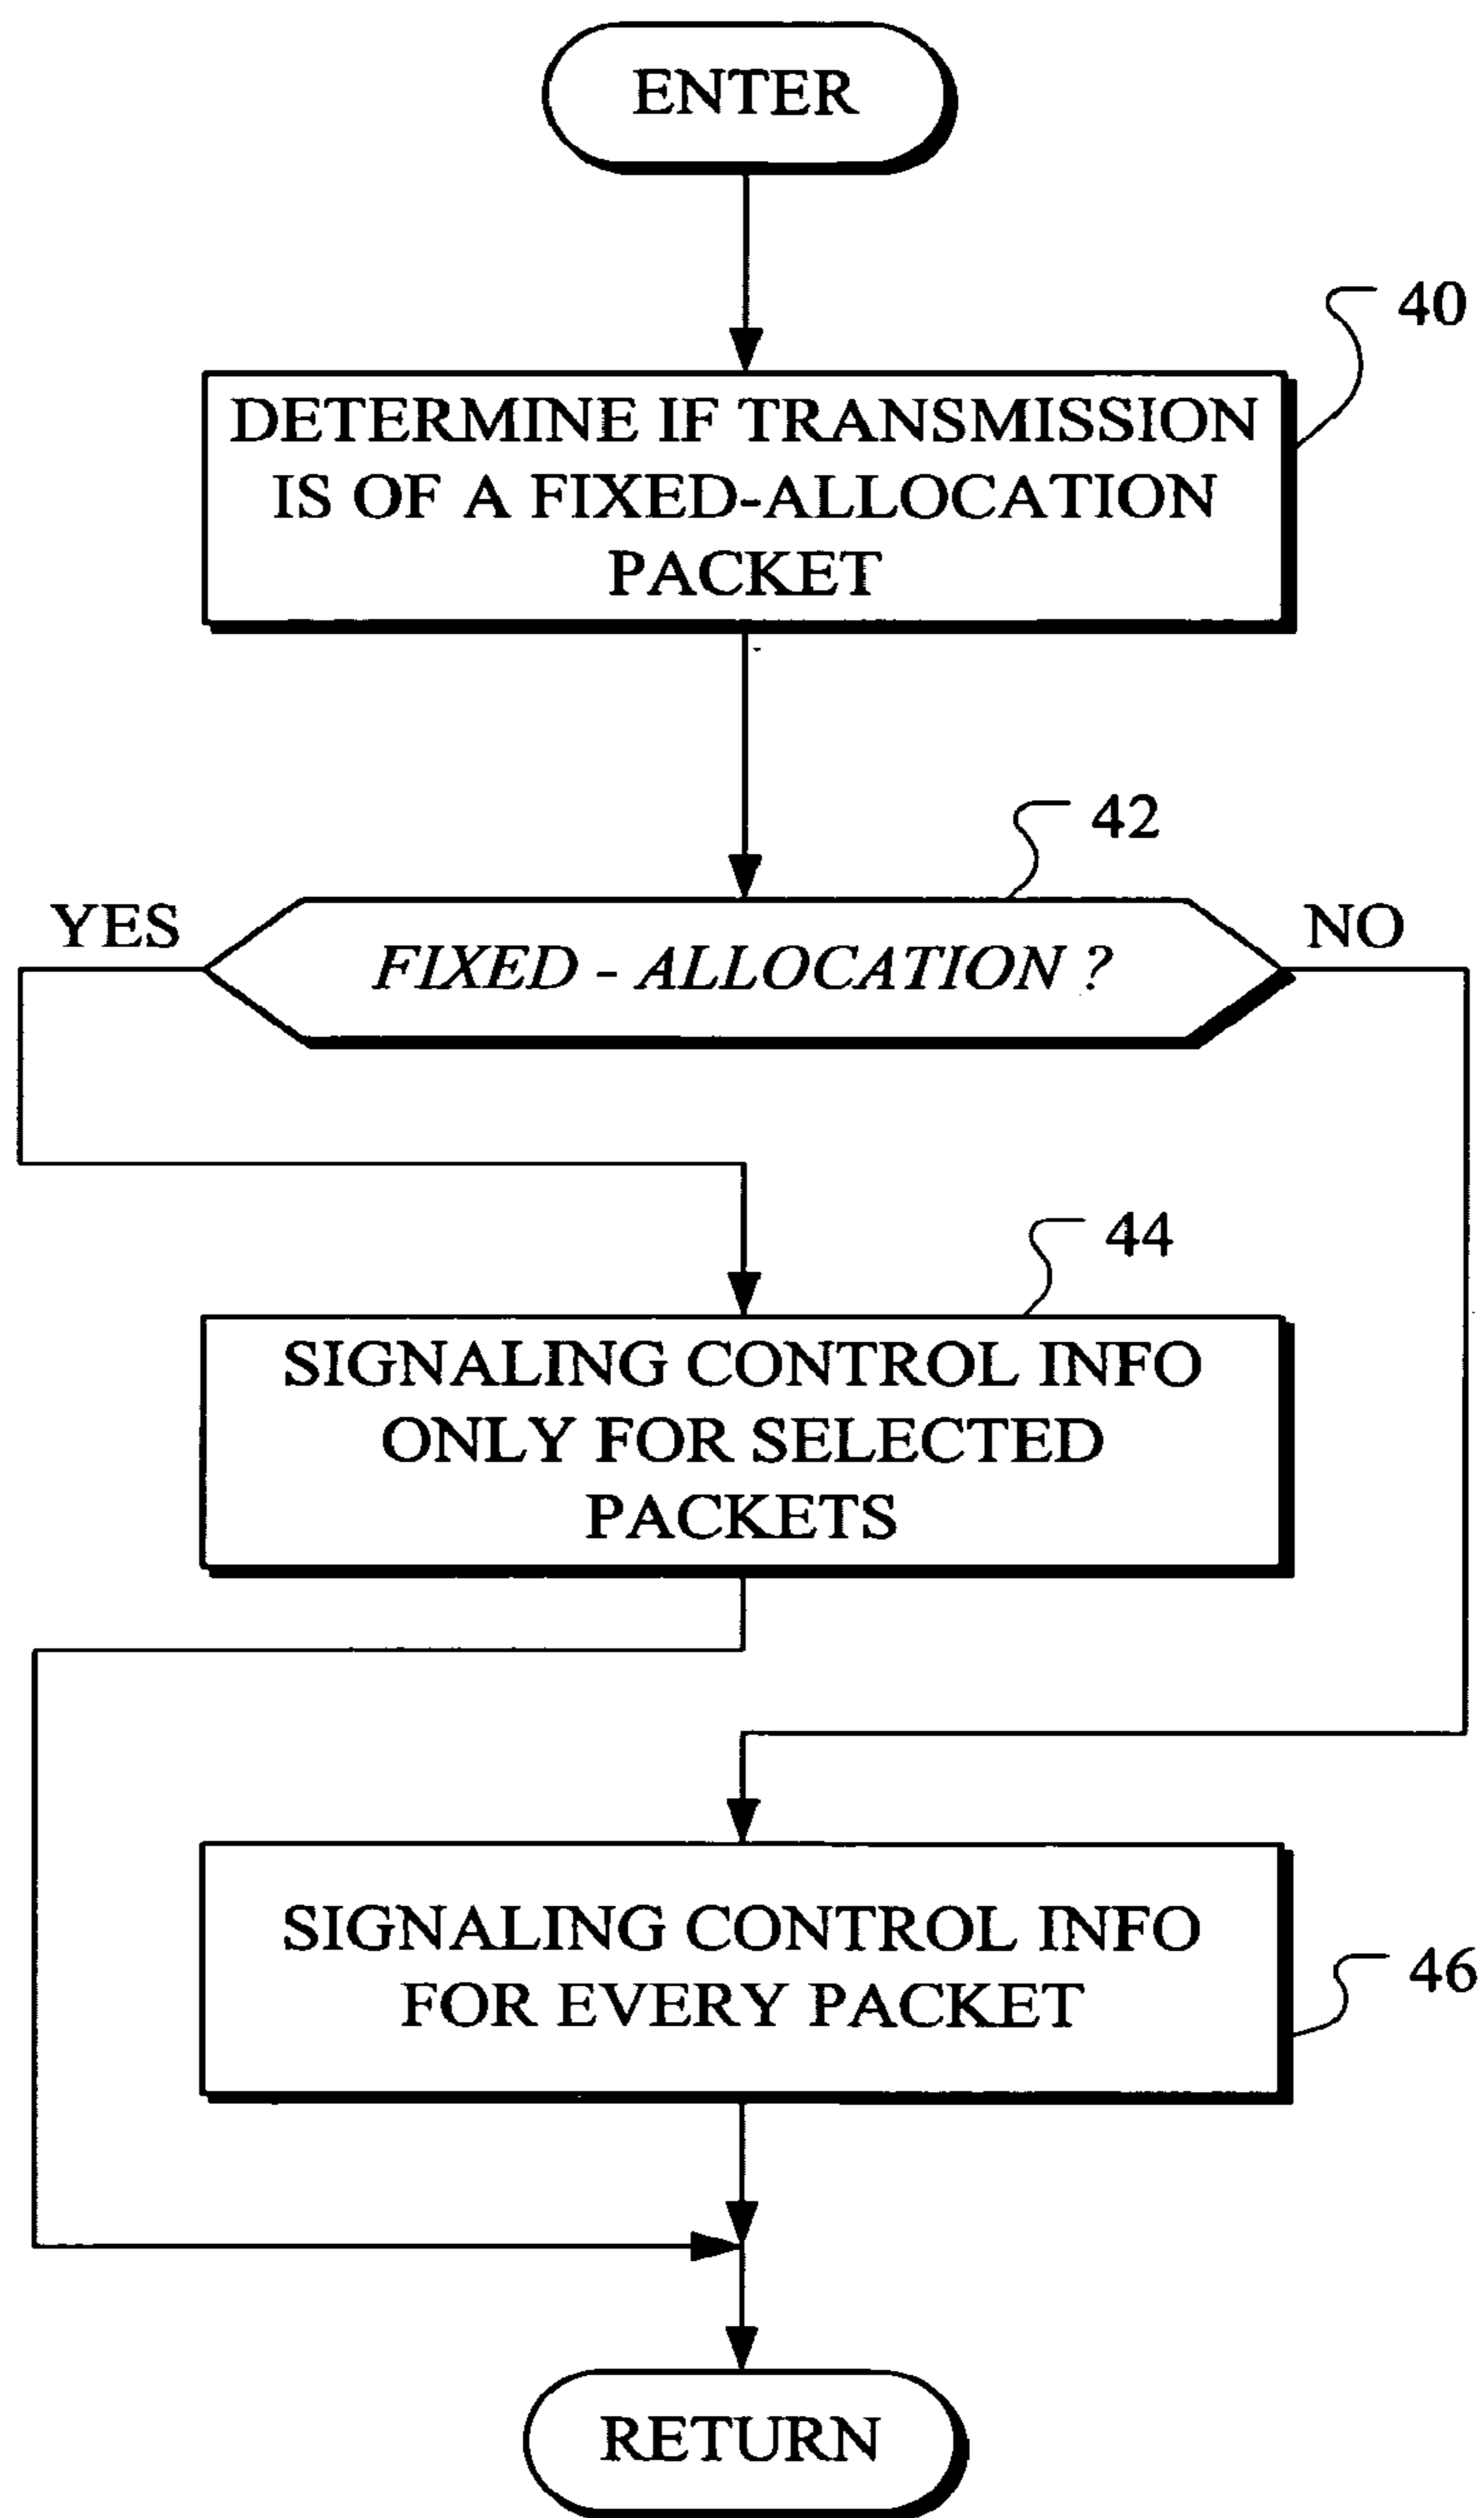 ENTER
40
DETERMINE IF TRANSMISSION
IS OF A FIXED-ALLOCATION
PACKET
42
YES
NO
FIXED - ALLOCATION ?
44
SIGNALING CONTROL INFO
ONLY FOR SELECTED
PACKETS
SIGNALING CONTROL INFO
FOR EVERY PACKET
46
RETURN